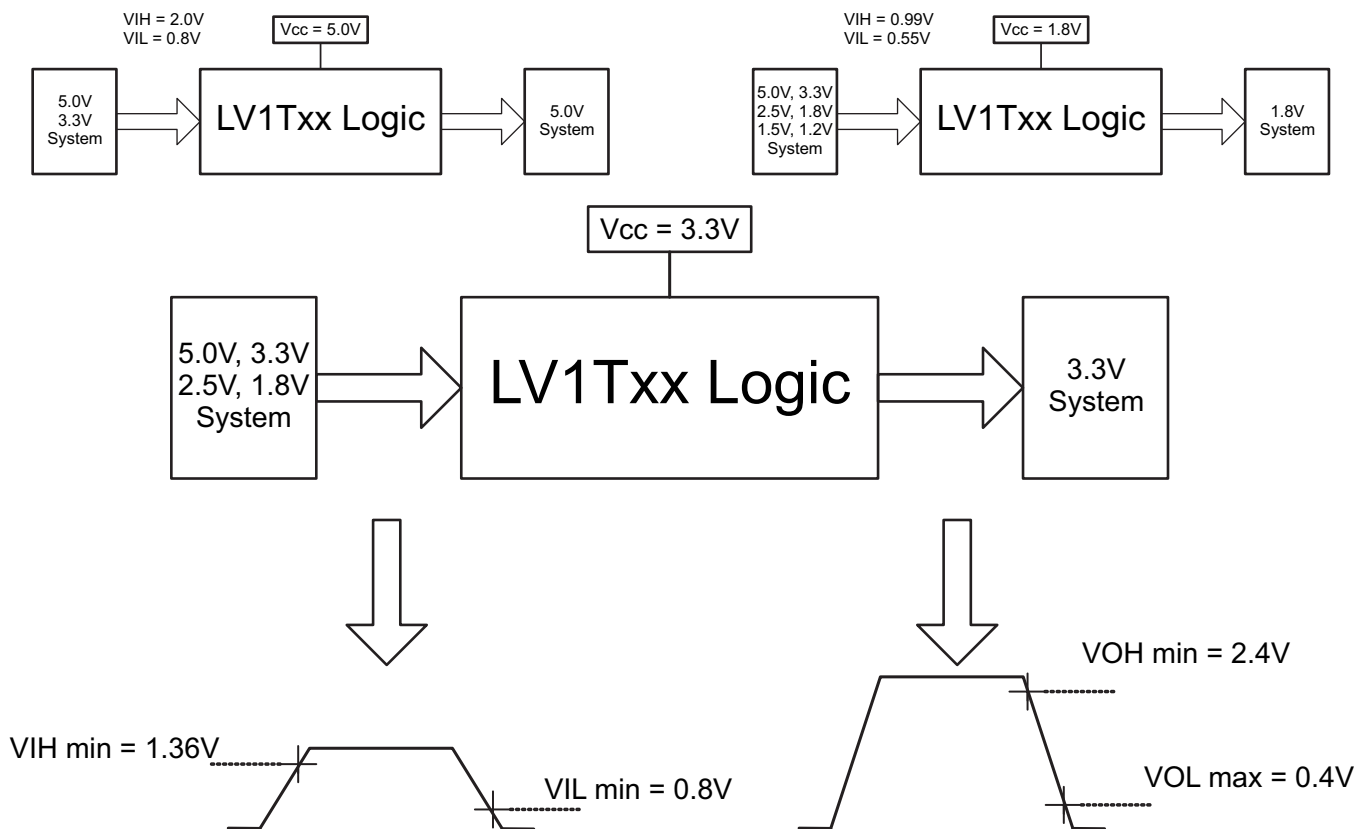 VIH = 2.0V
VIL = 0.8V
Vcc = 5.0V
5.0V
3.3V
System
LV1Txx Logic
5.0V
System
VIH = 0.99V
VIL = 0.55V
Vcc = 1.8V
5.0V, 3.3V
2.5V, 1.8V
1.5V, 1.2V
System
LV1Txx Logic
1.8V
System
Vcc = 3.3V
5.0V, 3.3V
2.5V, 1.8V
System
LV1Txx Logic
3.3V
System
VIH min = 1.36V
VIL min = 0.8V
VOH min = 2.4V
VOL max = 0.4V